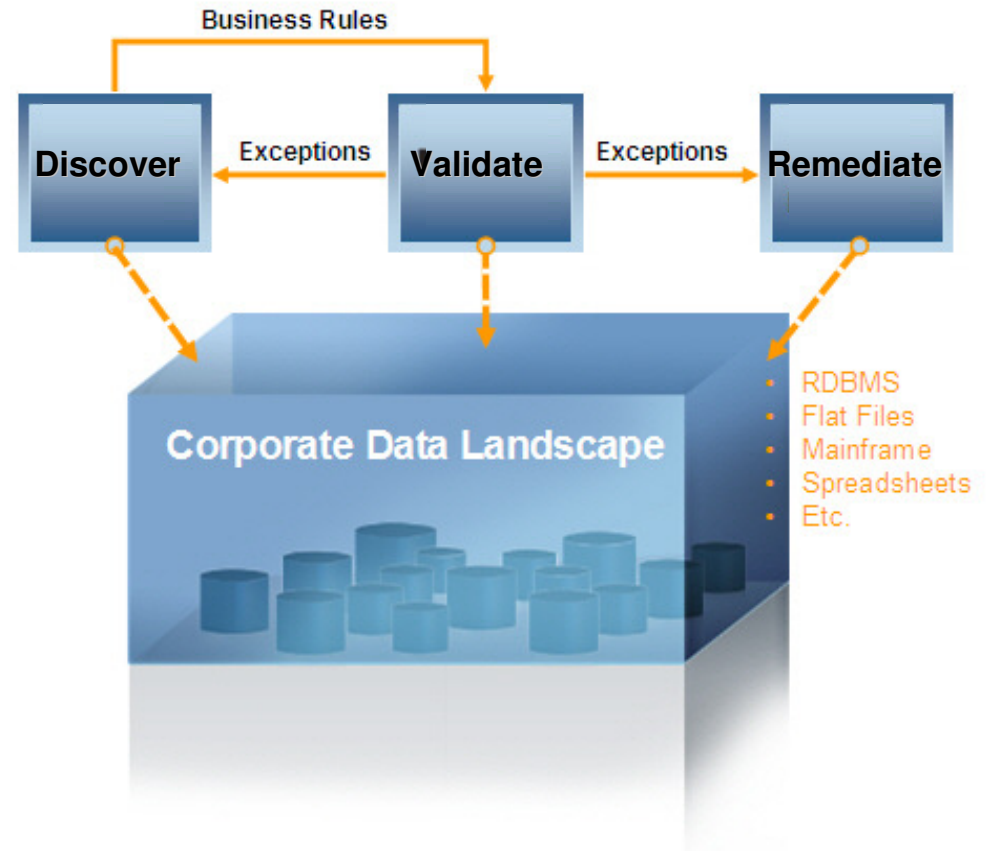 Business Rules
Discover
Exceptions
Validate
Exceptions
Remediate
Corporate Data Landscape
• RDBMS
• Flat Files
• Mainframe
• Spreadsheets
• Etc.